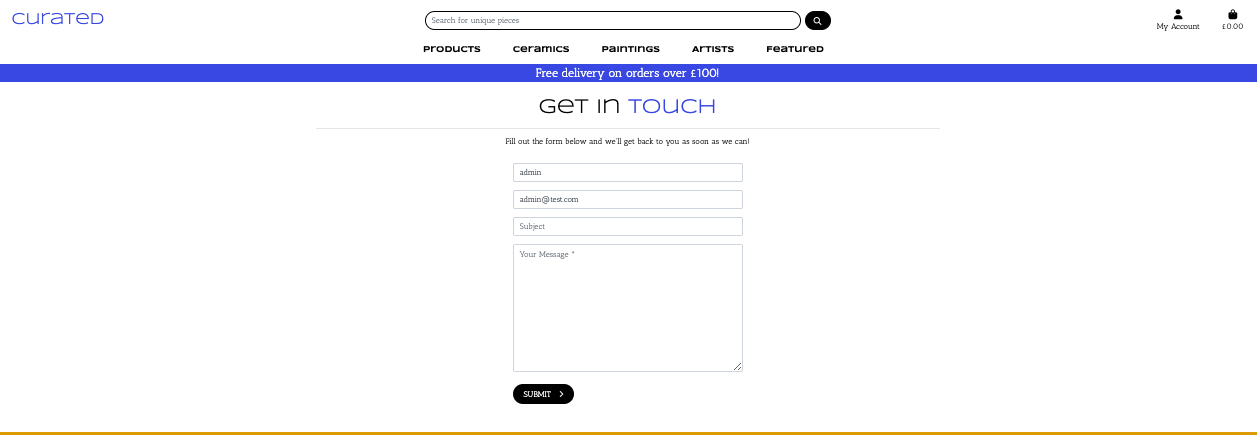 curated
Search for unique pieces
My Account
£0.00
Products
Ceramics
Paintings
Artists
Featured
Free delivery on orders over £100!
Get in Touch
Fill out the form below and we'll get back to you as soon as we can!
admin
admin@test.com
Subject
Your Message *
SUBMIT